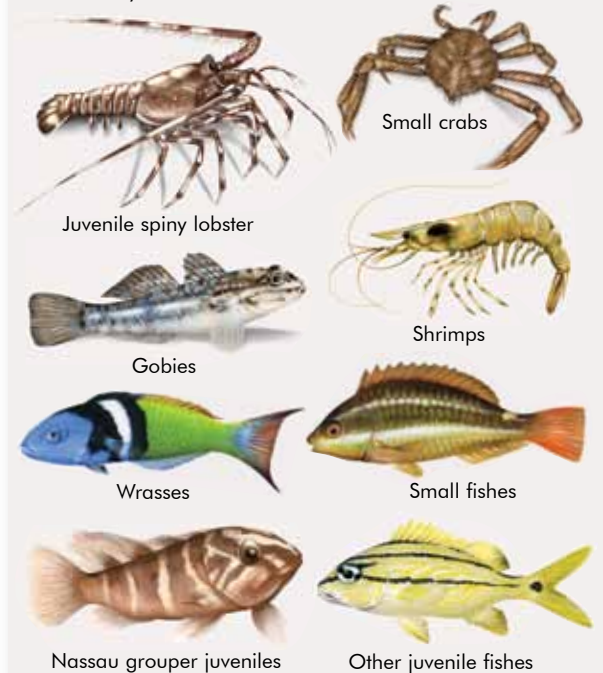 Small crabs
Juvenile spiny lobster
Shrimps
Gobies
Wrasses
Small fishes
Nassau grouper juveniles
Other juvenile fishes